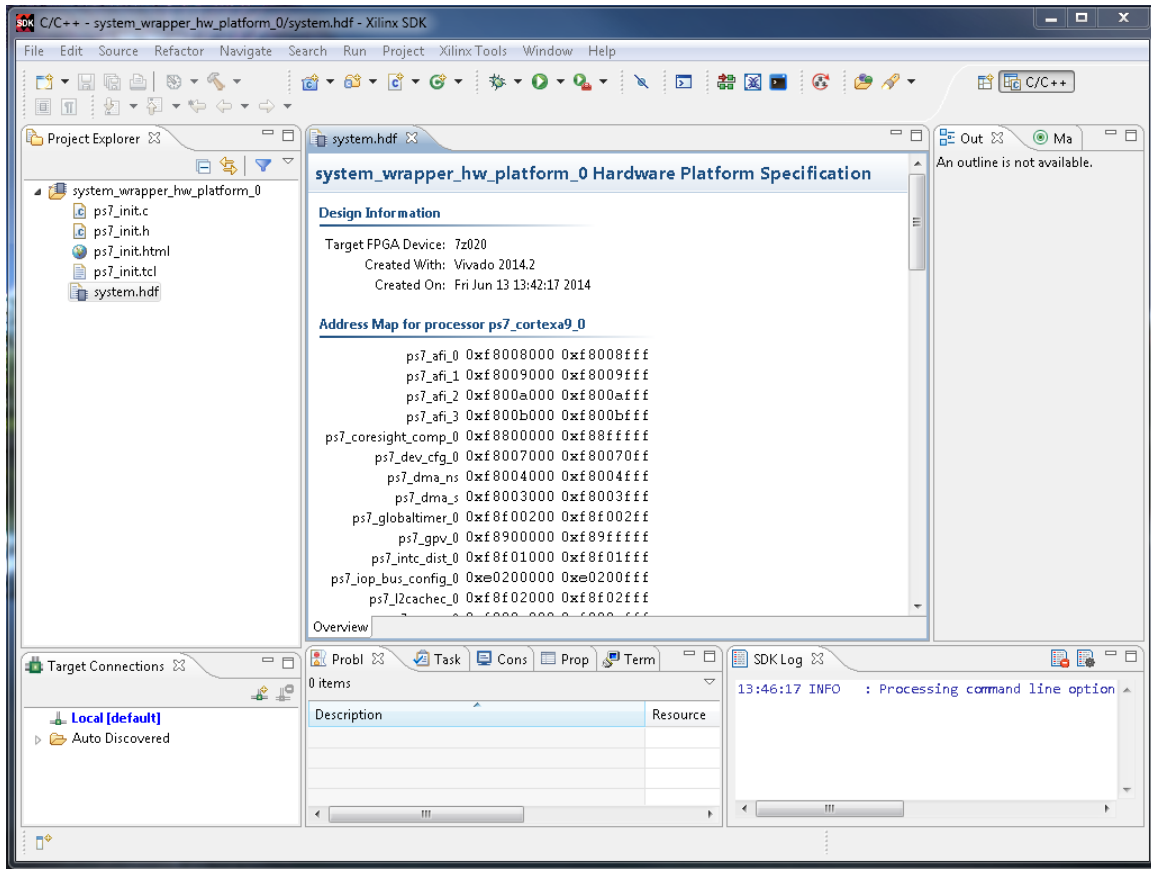 C/C++ - system_wrapper_hw_platform_0/system.hdf - Xilinx SDK
File Edit Source Refactor Navigate Search Run Project Xilinx Tools Window Help
C/C++
Project Explorer
system_wrapper_hw_platform_0
ps7_init.c
ps7_init.h
ps7_init.html
ps7_init.tcl
system.hdf
system.hdf
system_wrapper_hw_platform_0 Hardware Platform Specification
Design Information
Target FPGA Device: 7z020
Created With: Vivado 2014.2
Created On: Fri Jun 13 13:42:17 2014
Address Map for processor ps7_cortexa9_0
ps7_afi_0 0xf8008000 0xf8008fff
ps7_afi_1 0xf8009000 0xf8009fff
ps7_afi_2 0xf800a000 0xf800afff
ps7_afi_3 0xf800b000 0xf800bfff
ps7_coresight_comp_0 0xf8800000 0xf88fffff
ps7_dev_cfg_0 0xf8007000 0xf80070ff
ps7_dma_ns 0xf8004000 0xf8004fff
ps7_dma_s 0xf8003000 0xf8003fff
ps7_globaltimer_0 0xf8f00200 0xf8f002ff
ps7_gpv_0 0xf8900000 0xf89fffff
ps7_intc_dist_0 0xf8f01000 0xf8f01fff
ps7_iop_bus_config_0 0xe0200000 0xe0200fff
ps7_l2cachec_0 0xf8f02000 0xf8f02fff
Overview
Out Ma
An outline is not available.
Target Connections
Local [default]
Auto Discovered
Probl Task Cons Prop Term
0 items
Description Resource
SDK Log
13:46:17 INFO : Processing command line option